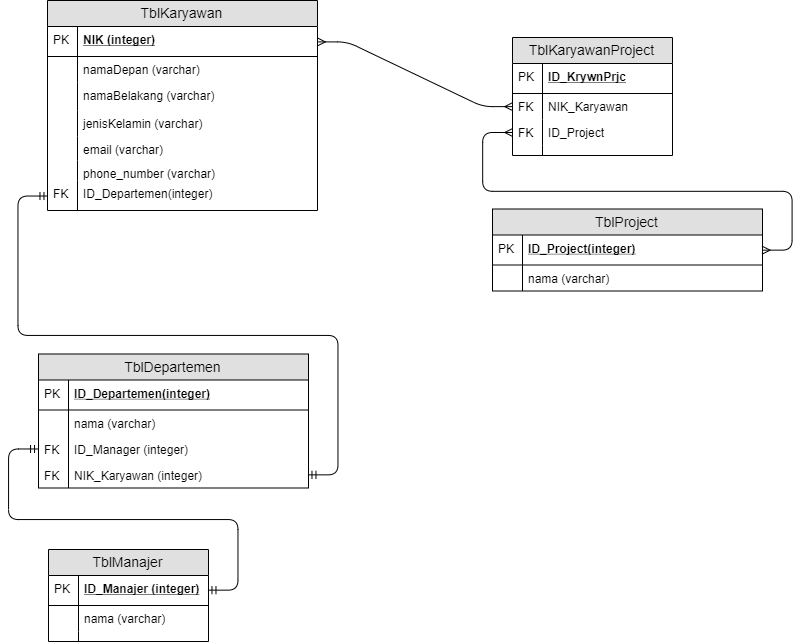 TblKaryawan
PK NIK (integer)
namaDepan (varchar)
namaBelakang (varchar)
jenisKelamin (varchar)
email (varchar)
phone_number (varchar)
FK ID_Departemen(integer)
TblKaryawanProject
PK ID_KrywnPrjc
FK NIK_Karyawan
FK ID_Project
TblProject
PK ID_Project(integer)
nama (varchar)
TblDepartemen
PK ID_Departemen(integer)
nama (varchar)
FK ID_Manager (integer)
FK NIK_Karyawan (integer)
TblManajer
PK ID_Manajer (integer)
nama (varchar)